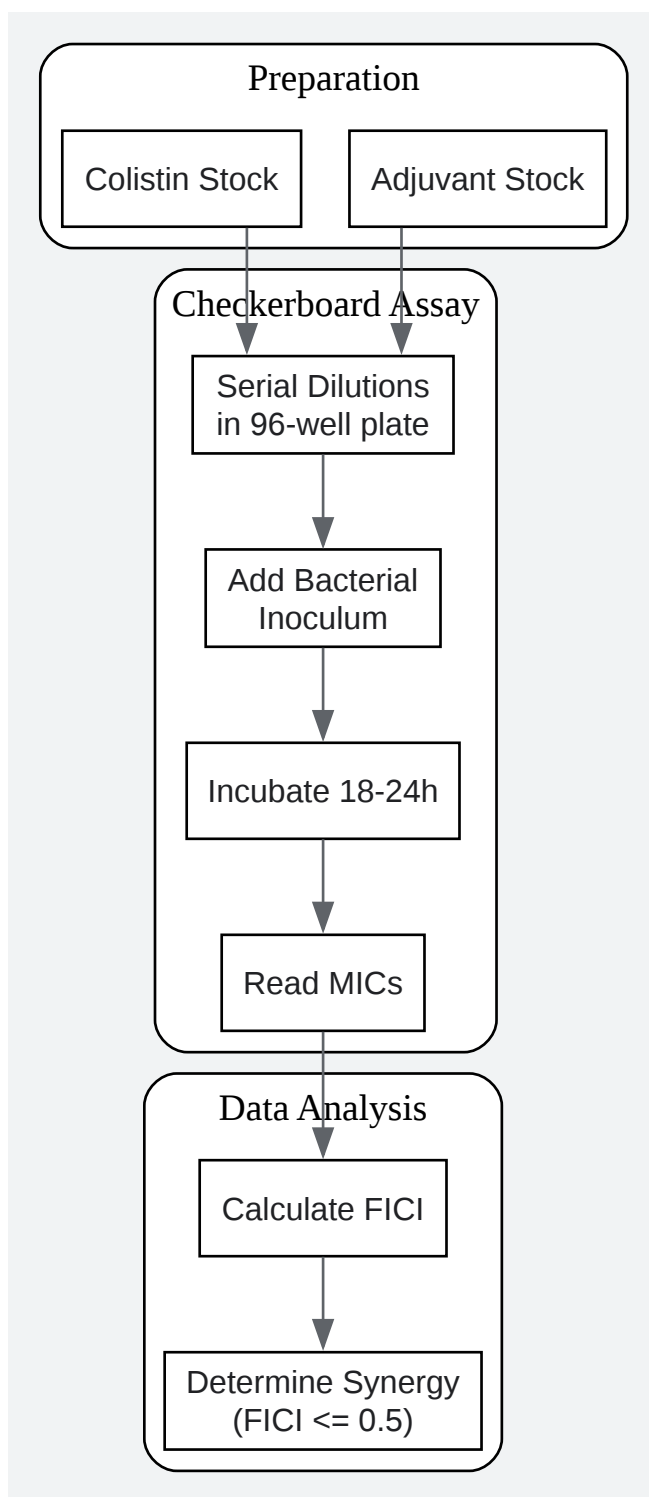 Preparation
Colistin Stock
Adjuvant Stock
Checkerboard Assay
Serial Dilutions
in 96-well plate
Add Bacterial
Inoculum
Incubate 18-24h
Read MICs
Data Analysis
Calculate FICI
Determine Synergy
(FICI <= 0.5)